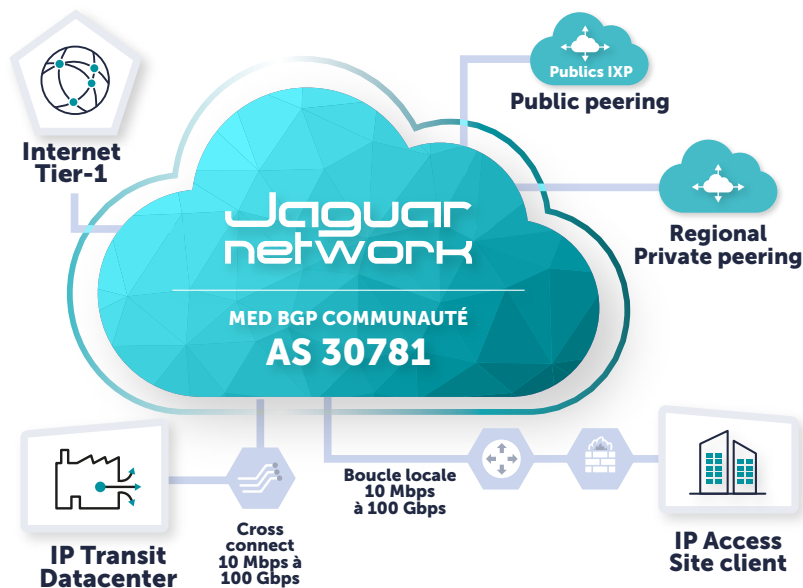 Publics IXP
Public peering
Internet
Tier-1
Jaguar
network
Regional
Private peering
MED BGP COMMUNAUTÉ
AS 30781
Boucle locale
10 Mbps
à 100 Gbps
Cross
connect
10 Mbps à
100 Gbps
IP Transit
Datacenter
IP Access
Site client